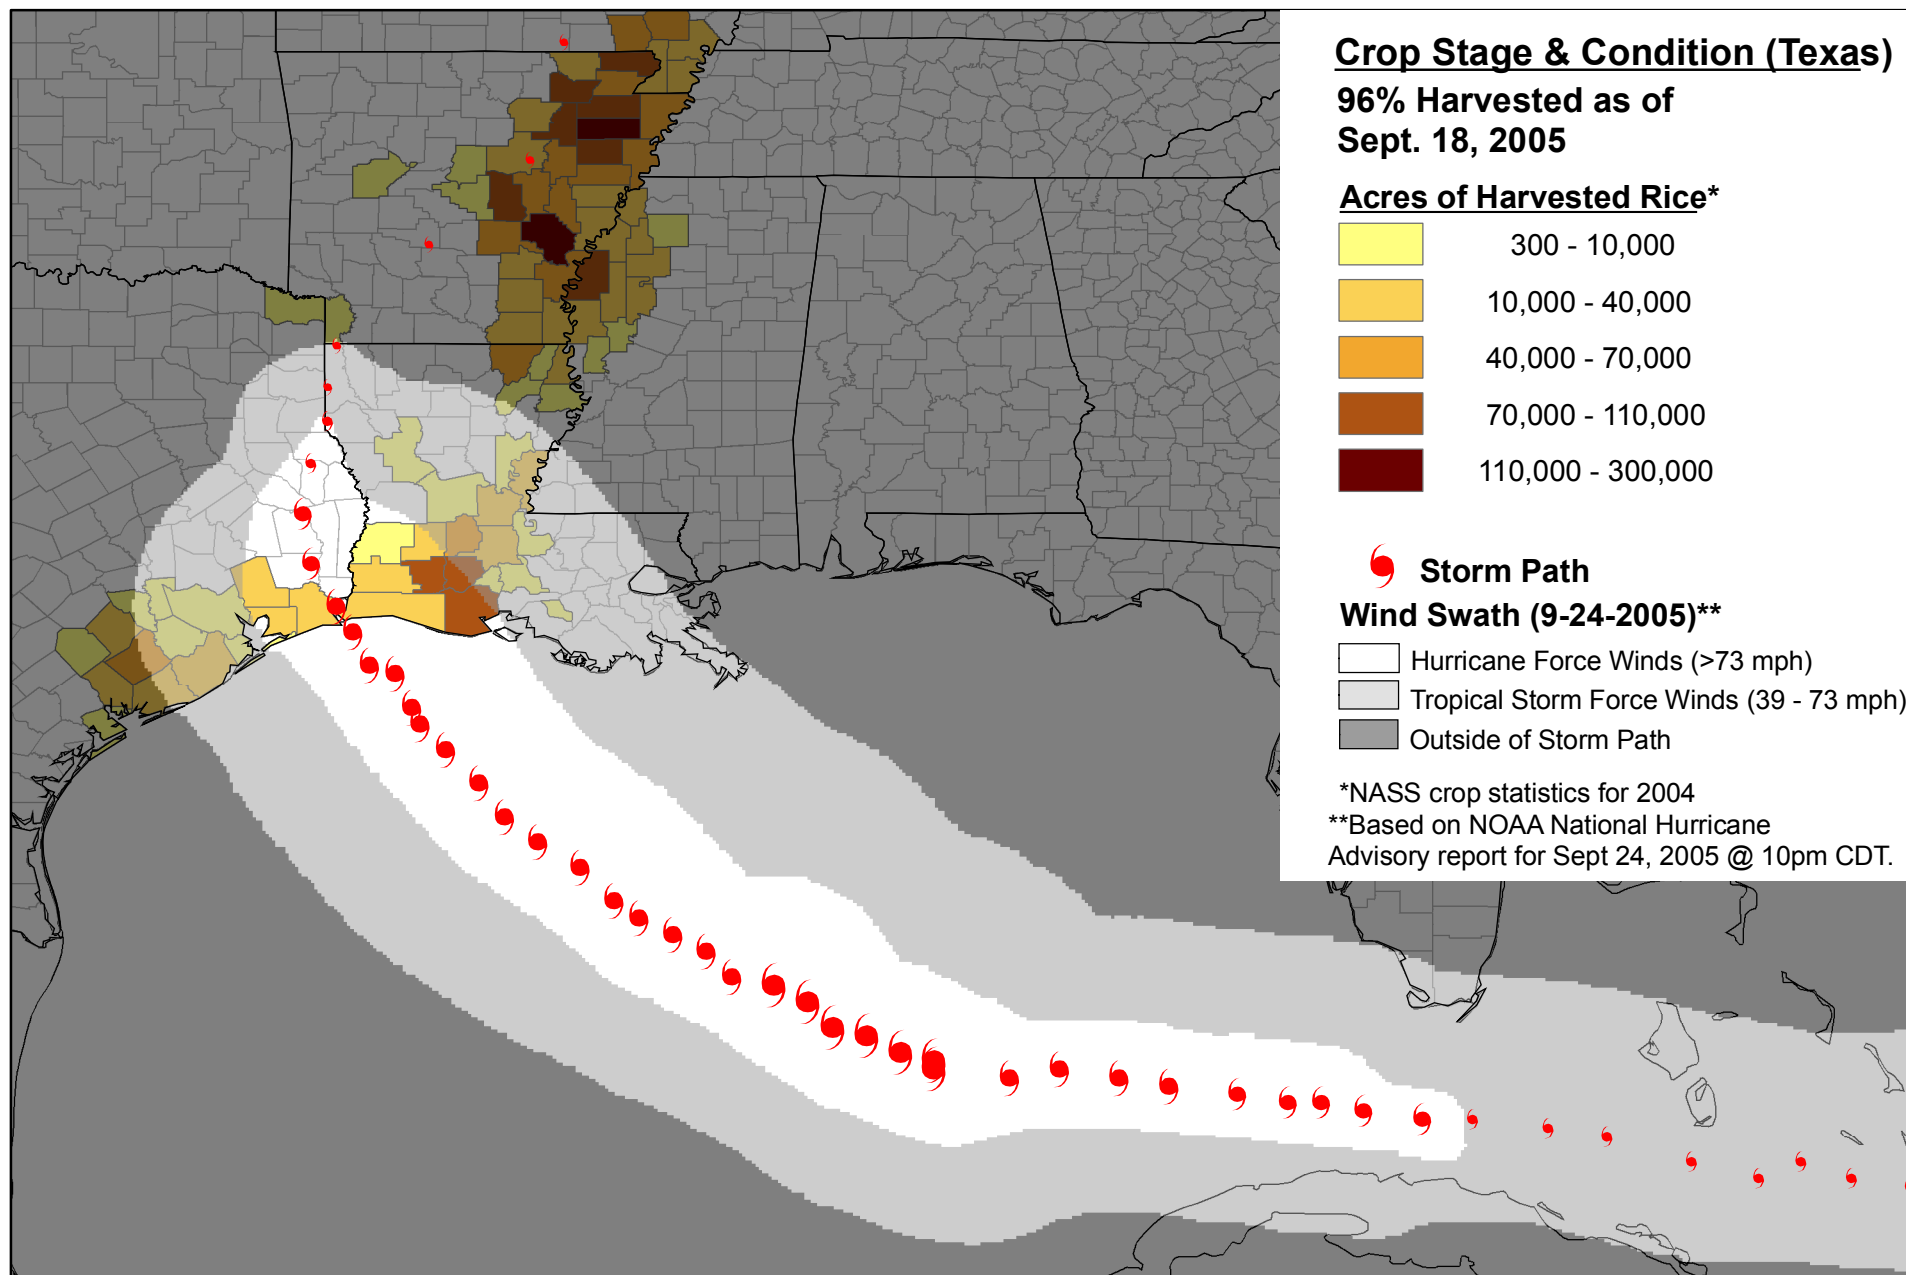 Crop Stage & Condition (Texas)
96% Harvested as of
Sept. 18, 2005
Acres of Harvested Rice*
300 - 10,000
10,000 - 40,000
40,000 - 70,000
70,000 - 110,000
110,000 - 300,000
Storm Path
Wind Swath (9-24-2005)**
Hurricane Force Winds (>73 mph)
Tropical Storm Force Winds (39 - 73 mph)
Outside of Storm Path
*NASS crop statistics for 2004
**Based on NOAA National Hurricane
Advisory report for Sept 24, 2005 @ 10pm CDT.